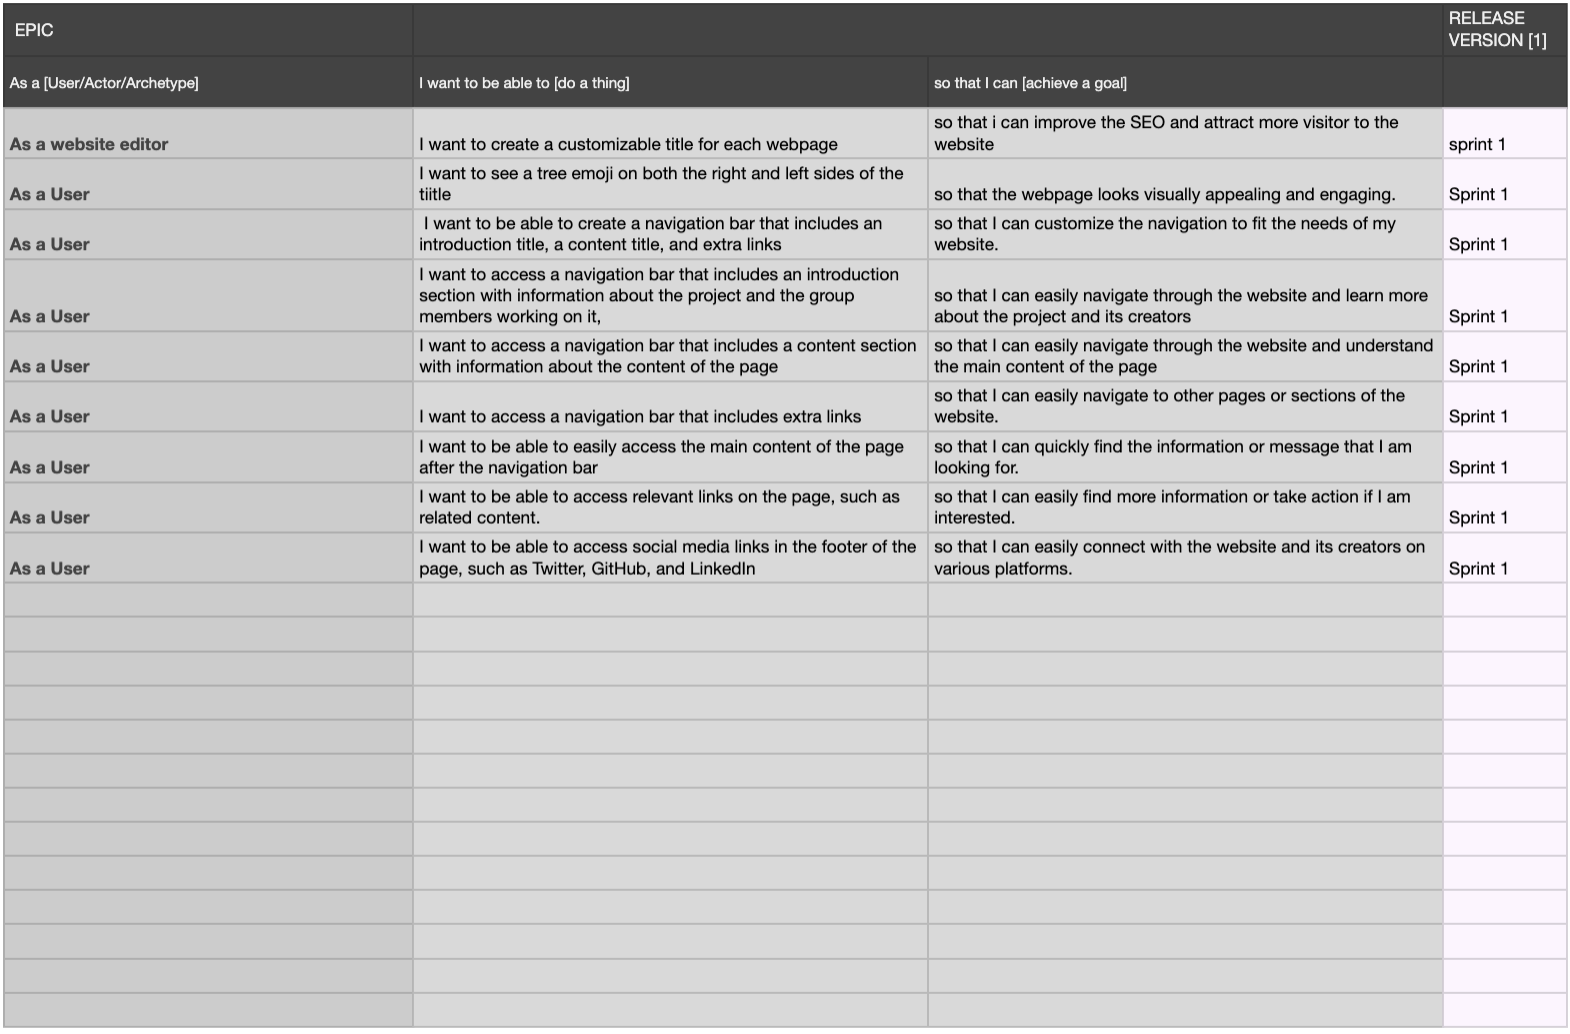 EPIC
RELEASE
VERSION [1]
As a [User/Actor/Archetype]
I want to be able to [do a thing]
so that I can [achieve a goal]
As a website editor
I want to create a customizable title for each webpage
so that i can improve the SEO and attract more visitor to the
website
sprint 1
As a User
I want to see a tree emoji on both the right and left sides of the
tiitle
so that the webpage looks visually appealing and engaging.
Sprint 1
As a User
I want to be able to create a navigation bar that includes an
introduction title, a content title, and extra links
so that I can customize the navigation to fit the needs of my
website.
Sprint 1
As a User
I want to access a navigation bar that includes an introduction
section with information about the project and the group
members working on it,
so that I can easily navigate through the website and learn more
about the project and its creators
Sprint 1
As a User
I want to access a navigation bar that includes a content section
with information about the content of the page
so that I can easily navigate through the website and understand
the main content of the page
Sprint 1
As a User
I want to access a navigation bar that includes extra links
so that I can easily navigate to other pages or sections of the
website.
Sprint 1
As a User
I want to be able to easily access the main content of the page
after the navigation bar
so that I can quickly find the information or message that I am
looking for.
Sprint 1
As a User
I want to be able to access relevant links on the page, such as
related content.
so that I can easily find more information or take action if I am
interested.
Sprint 1
As a User
I want to be able to access social media links in the footer of the
page, such as Twitter, GitHub, and LinkedIn
so that I can easily connect with the website and its creators on
various platforms.
Sprint 1